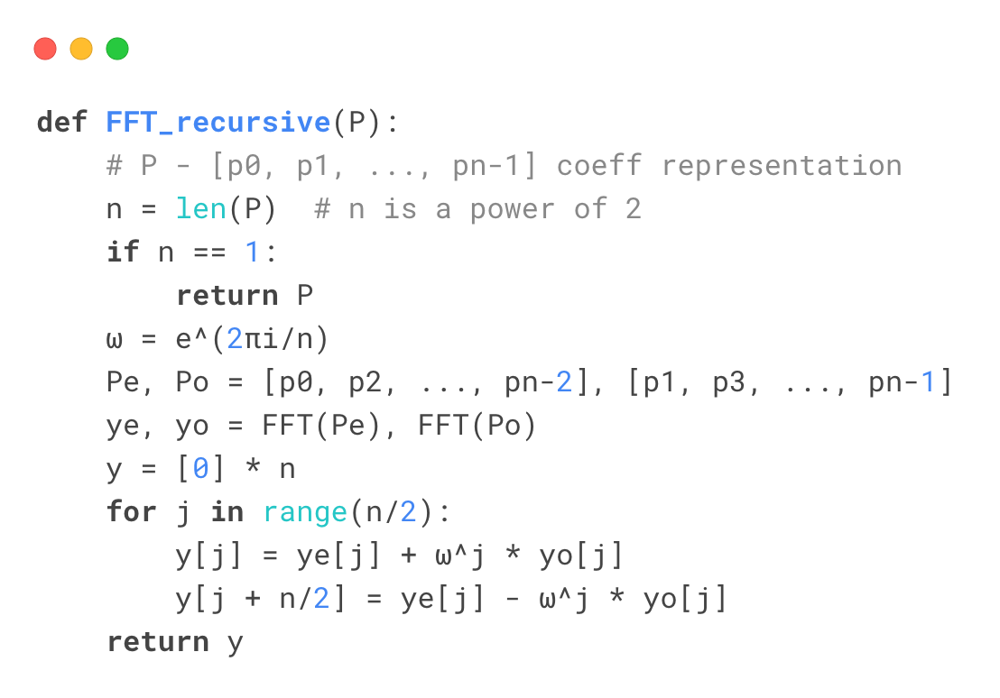 def FFT_recursive(P):
    # P - [p0, p1, ..., pn-1] coeff representation
    n = len(P)  # n is a power of 2
    if n == 1:
        return P
    ω = e^(2πi/n)
    Pe, Po = [p0, p2, ..., pn-2], [p1, p3, ..., pn-1]
    ye, yo = FFT(Pe), FFT(Po)
    y = [0] * n
    for j in range(n/2):
        y[j] = ye[j] + ω^j * yo[j]
        y[j + n/2] = ye[j] - ω^j * yo[j]
    return y